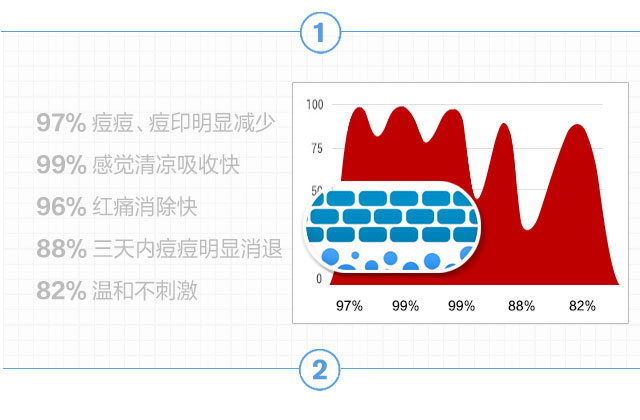 1
97% 痘痘、痘印明显减少
99% 感觉清凉吸收快
96% 红痛消除快
88% 三天内痘痘明显消退
82% 温和不刺激
100
75
50
0
97% 99% 99% 88% 82%
2